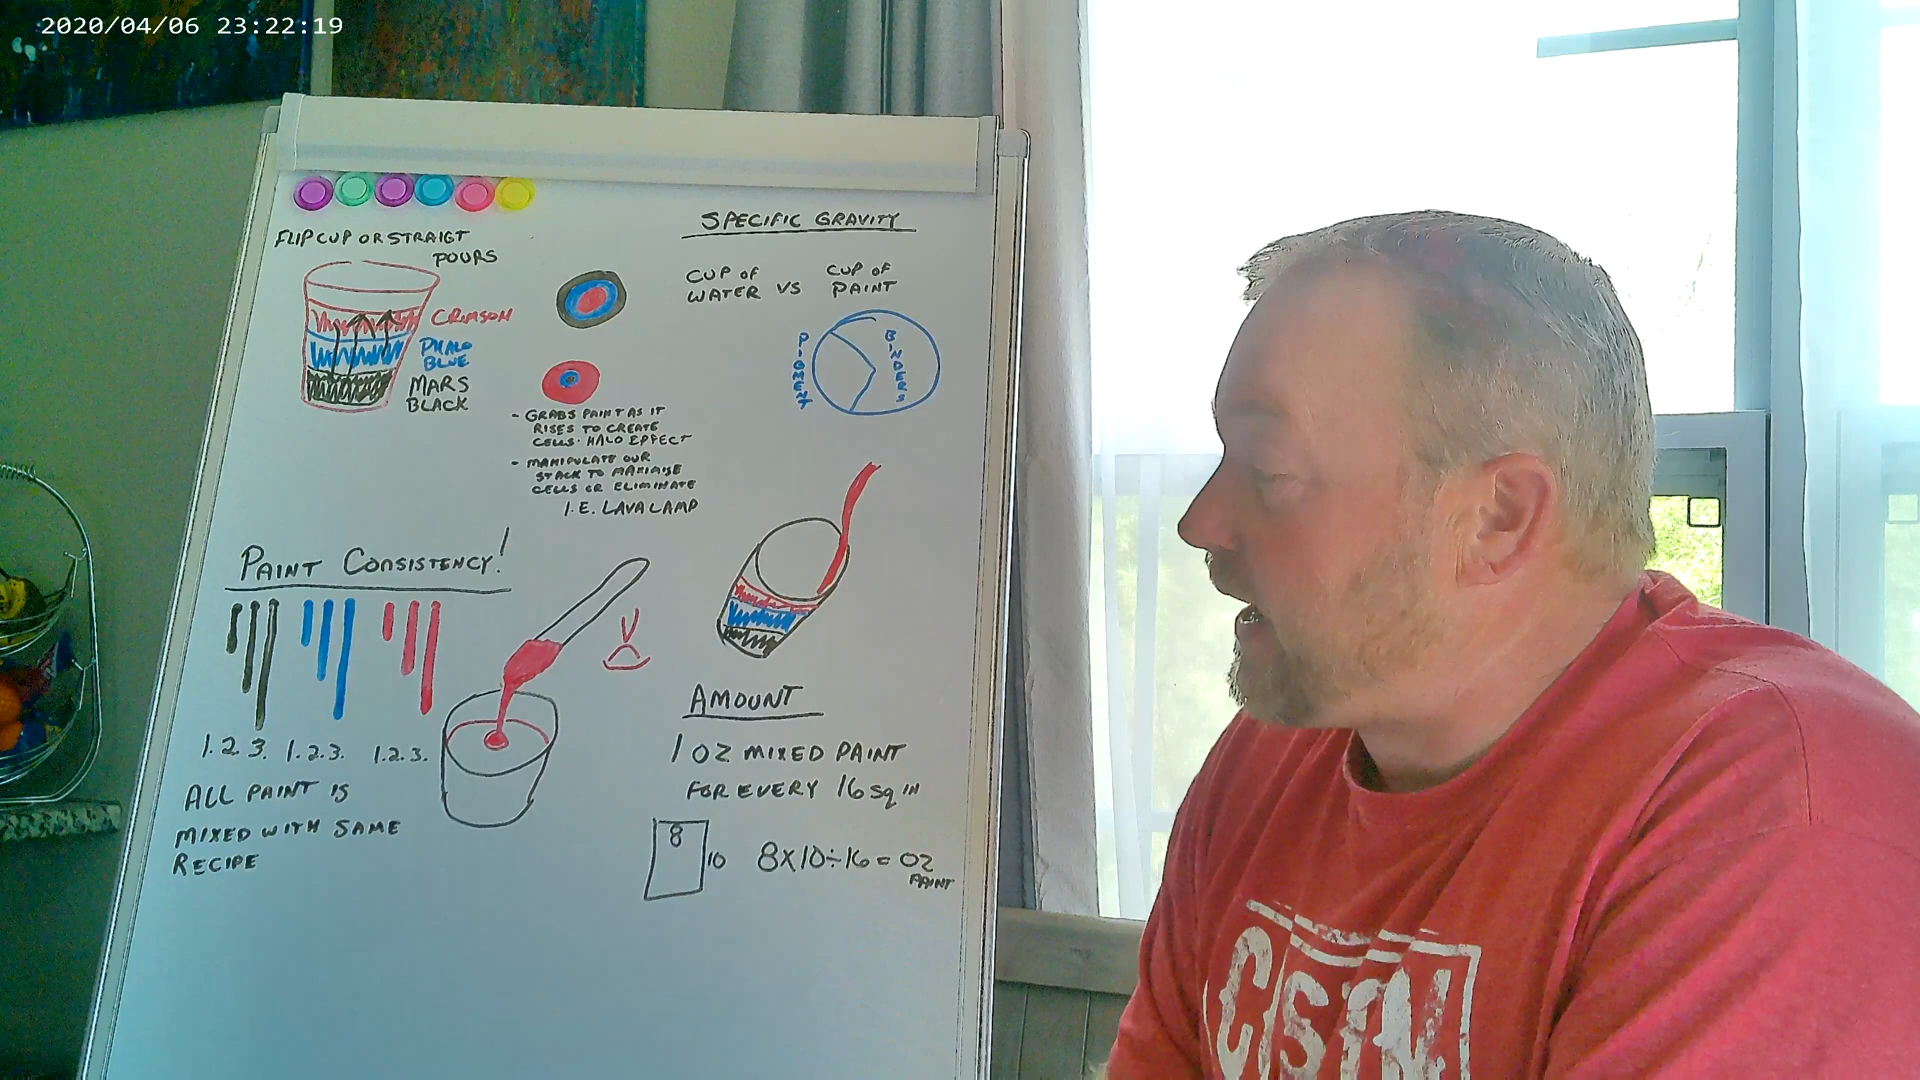 2020/04/06 23:22:19
FLIP CUP OR STRAIGT
POURS
CRIMSON
PHALO
BLUE
MARS
BLACK
- GRABS PAINT AS IT
RISES TO CREATE
CELLS. HALO EFFECT
- MANIPULATE OUR
STACK TO MAXIMISE
CELLS OR ELIMINATE
I.E. LAVA LAMP
SPECIFIC GRAVITY
CUP OF
WATER VS
CUP OF
PAINT
PIGMENT
BINDERS
PAINT CONSISTENCY!
1. 2. 3. 1. 2. 3. 1. 2. 3.
ALL PAINT IS
MIXED WITH SAME
RECIPE
AMOUNT
1 OZ MIXED PAINT
FOR EVERY 16 SQ IN
8
10
8X10÷16 = OZ
PAINT